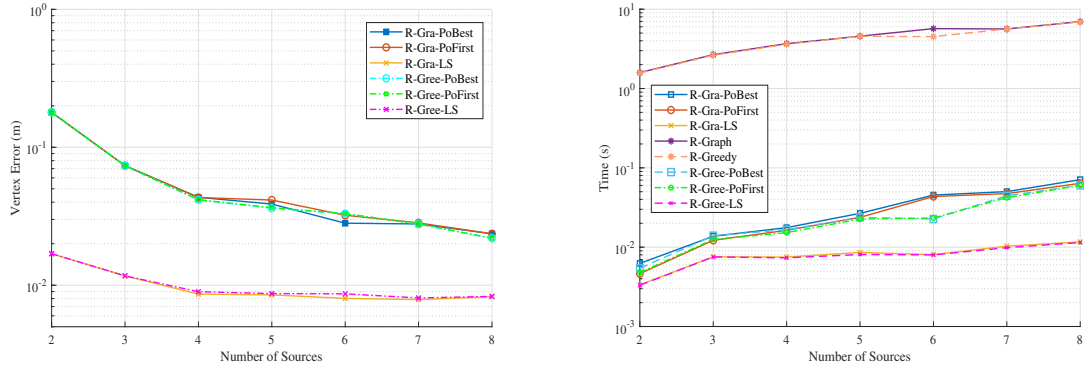 10^0
10^-1
10^-2
Vertex Error (m)
R-Gra-PoBest
R-Gra-PoFirst
R-Gra-LS
R-Gree-PoBest
R-Gree-PoFirst
R-Gree-LS
2 3 4 5 6 7 8
Number of Sources
10^1
10^0
10^-1
10^-2
10^-3
Time (s)
R-Gra-PoBest
R-Gra-PoFirst
R-Gra-LS
R-Graph
R-Greedy
R-Gree-PoBest
R-Gree-PoFirst
R-Gree-LS
2 3 4 5 6 7 8
Number of Sources